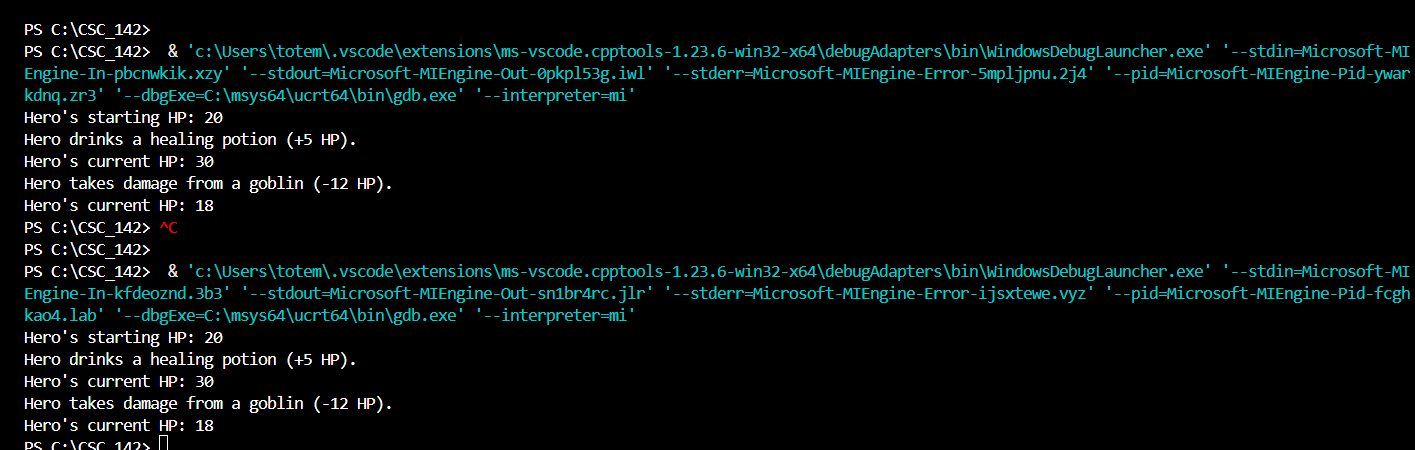 PS C:\CSC_142>
PS C:\CSC_142>  & 'c:\Users\totem\.vscode\extensions\ms-vscode.cpptools-1.23.6-win32-x64\debugAdapters\bin\WindowsDebugLauncher.exe' '--stdin=Microsoft-MI
Engine-In-pbcnwkik.xzy' '--stdout=Microsoft-MIEngine-Out-0pkpl53g.iwl' '--stderr=Microsoft-MIEngine-Error-5mpljpnu.2j4' '--pid=Microsoft-MIEngine-Pid-ywar
kdnq.zr3' '--dbgExe=C:\msys64\ucrt64\bin\gdb.exe' '--interpreter=mi'
Hero's starting HP: 20
Hero drinks a healing potion (+5 HP).
Hero's current HP: 30
Hero takes damage from a goblin (-12 HP).
Hero's current HP: 18
PS C:\CSC_142> ^C
PS C:\CSC_142>
PS C:\CSC_142>  & 'c:\Users\totem\.vscode\extensions\ms-vscode.cpptools-1.23.6-win32-x64\debugAdapters\bin\WindowsDebugLauncher.exe' '--stdin=Microsoft-MI
Engine-In-kfdeoznd.3b3' '--stdout=Microsoft-MIEngine-Out-sn1br4rc.jlr' '--stderr=Microsoft-MIEngine-Error-ijsxtewe.vyz' '--pid=Microsoft-MIEngine-Pid-fcgh
kao4.lab' '--dbgExe=C:\msys64\ucrt64\bin\gdb.exe' '--interpreter=mi'
Hero's starting HP: 20
Hero drinks a healing potion (+5 HP).
Hero's current HP: 30
Hero takes damage from a goblin (-12 HP).
Hero's current HP: 18
PS C:\CSC_142>